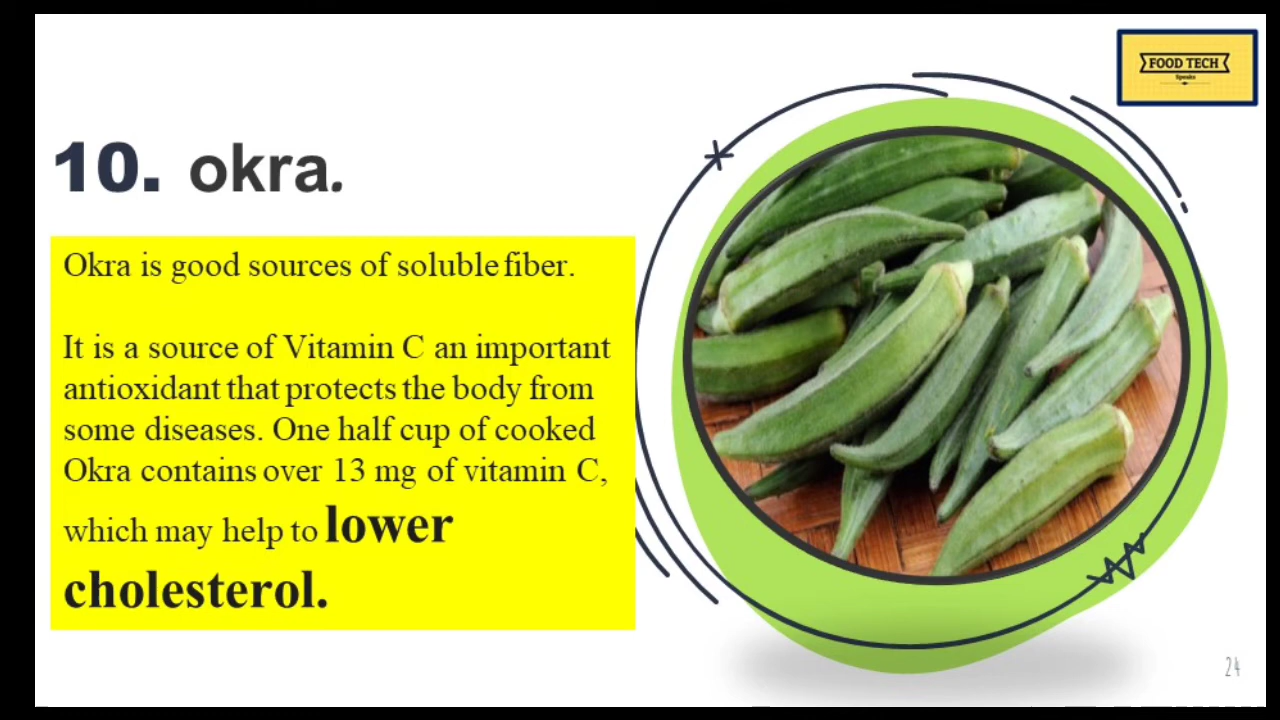 FOOD TECH
Speaks
10. okra.
Okra is good sources of soluble fiber.
It is a source of Vitamin C an important
antioxidant that protects the body from
some diseases. One half cup of cooked
Okra contains over 13 mg of vitamin C,
which may help to lower
cholesterol.
24